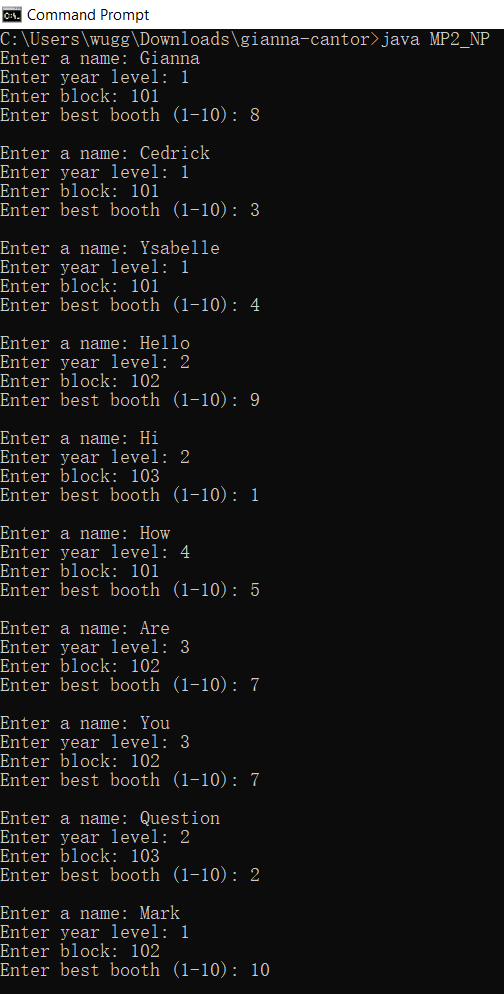 Command Prompt
C:\Users\wugg\Downloads\gianna-cantor>java MP2_NP
Enter a name: Gianna
Enter year level: 1
Enter block: 101
Enter best booth (1-10): 8
Enter a name: Cedrick
Enter year level: 1
Enter block: 101
Enter best booth (1-10): 3
Enter a name: Ysabelle
Enter year level: 1
Enter block: 101
Enter best booth (1-10): 4
Enter a name: Hello
Enter year level: 2
Enter block: 102
Enter best booth (1-10): 9
Enter a name: Hi
Enter year level: 2
Enter block: 103
Enter best booth (1-10): 1
Enter a name: How
Enter year level: 4
Enter block: 101
Enter best booth (1-10): 5
Enter a name: Are
Enter year level: 3
Enter block: 102
Enter best booth (1-10): 7
Enter a name: You
Enter year level: 3
Enter block: 102
Enter best booth (1-10): 7
Enter a name: Question
Enter year level: 2
Enter block: 103
Enter best booth (1-10): 2
Enter a name: Mark
Enter year level: 1
Enter block: 102
Enter best booth (1-10): 10